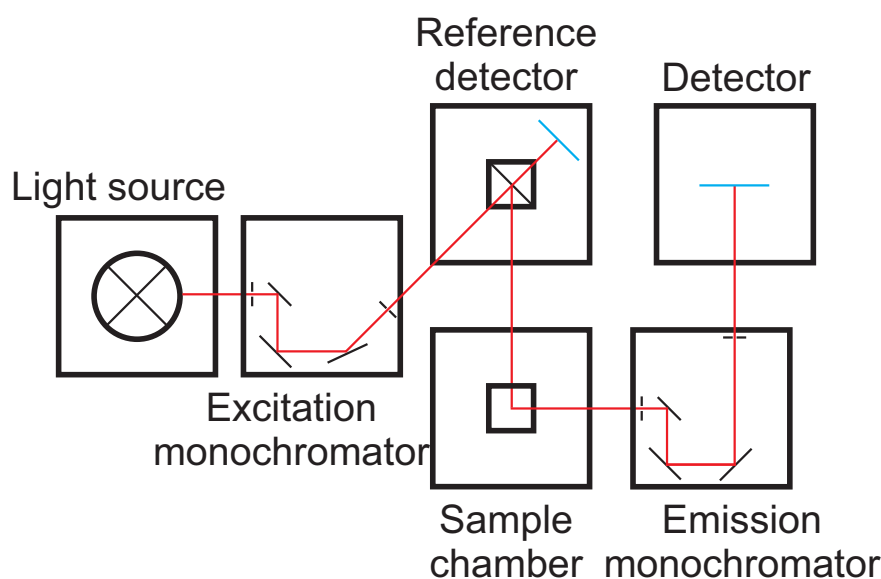 Reference
detector
Detector
Light source
Excitation
monochromator
Sample
chamber
Emission
monochromator